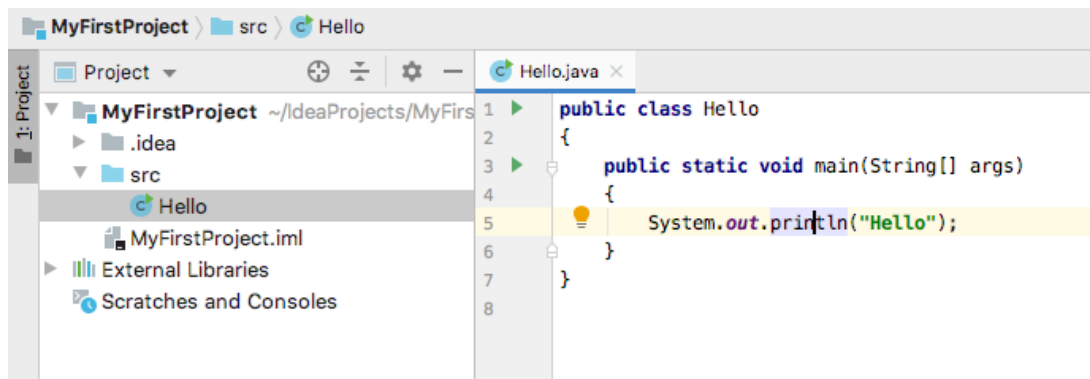 MyFirstProject src Hello
1: Project
Project
MyFirstProject ~/IdeaProjects/MyFirs
.idea
src
Hello
MyFirstProject.iml
External Libraries
Scratches and Consoles
Hello.java
1 public class Hello
2 {
3 public static void main(String[] args)
4 {
5 System.out.println("Hello");
6 }
7 }
8